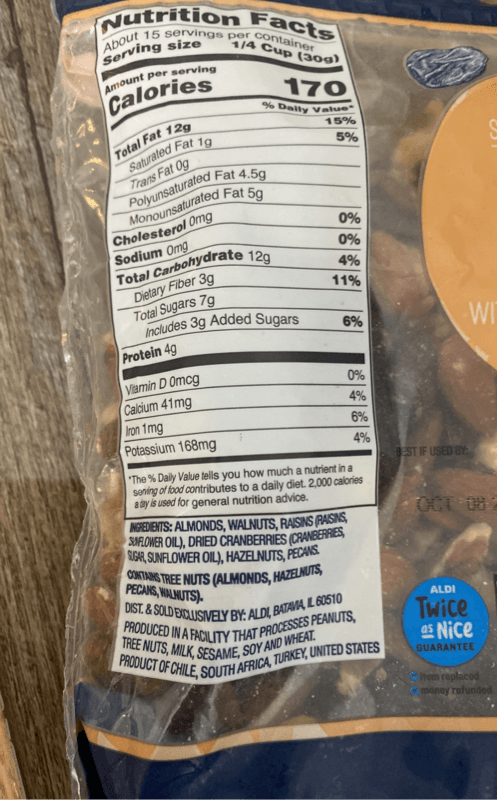 Nutrition Facts
About 15 servings per container
Serving size 1/4 Cup (30g)
Amount per serving
Calories 170
% Daily Value*
Total Fat 12g 15%
Saturated Fat 1g 5%
Trans Fat 0g
Polyunsaturated Fat 4.5g
Monounsaturated Fat 5g
Cholesterol 0mg 0%
Sodium 0mg 0%
Total Carbohydrate 12g 4%
Dietary Fiber 3g 11%
Total Sugars 7g
Includes 3g Added Sugars 6%
Protein 4g
Vitamin D 0mcg 0%
Calcium 41mg 4%
Iron 1mg 6%
Potassium 168mg 4%
*The % Daily Value tells you how much a nutrient in a
serving of food contributes to a daily diet. 2,000 calories
a day is used for general nutrition advice.
INGREDIENTS: ALMONDS, WALNUTS, RAISINS (RAISINS,
SUNFLOWER OIL), DRIED CRANBERRIES (CRANBERRIES,
SUGAR, SUNFLOWER OIL), HAZELNUTS, PECANS.
CONTAINS TREE NUTS (ALMONDS, HAZELNUTS,
PECANS, WALNUTS).
DIST. & SOLD EXCLUSIVELY BY: ALDI, BATAVIA, IL 60510
PRODUCED IN A FACILITY THAT PROCESSES PEANUTS,
TREE NUTS, MILK, SESAME, SOY AND WHEAT.
PRODUCT OF CHILE, SOUTH AFRICA, TURKEY, UNITED STATES
WI
BEST IF USED BY:
OCT 08
ALDI
Twice
as Nice
GUARANTEE
Item replaced
money refunded